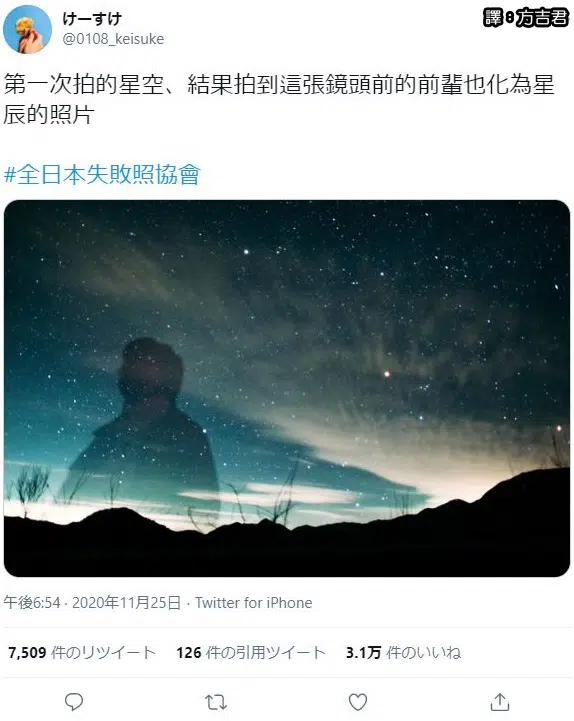 けーすけ
譯：方吉君
@0108_keisuke
第一次拍的星空、結果拍到這張鏡頭前的前輩也化為星
辰的照片
#全日本失敗照協會
午後6:54 · 2020年11月25日 · Twitter for iPhone
7,509 件のリツイート 126 件の引用ツイート 3.1万 件のいいね